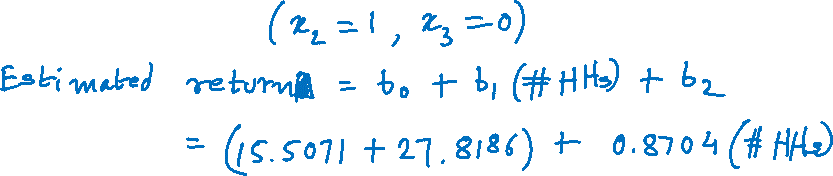 (x₂ = 1, x₃ = 0)
Estimated return = b₀ + b₁ (# HHs) + b₂
= (15.5071 + 27.8186) + 0.8704 (# HHs)